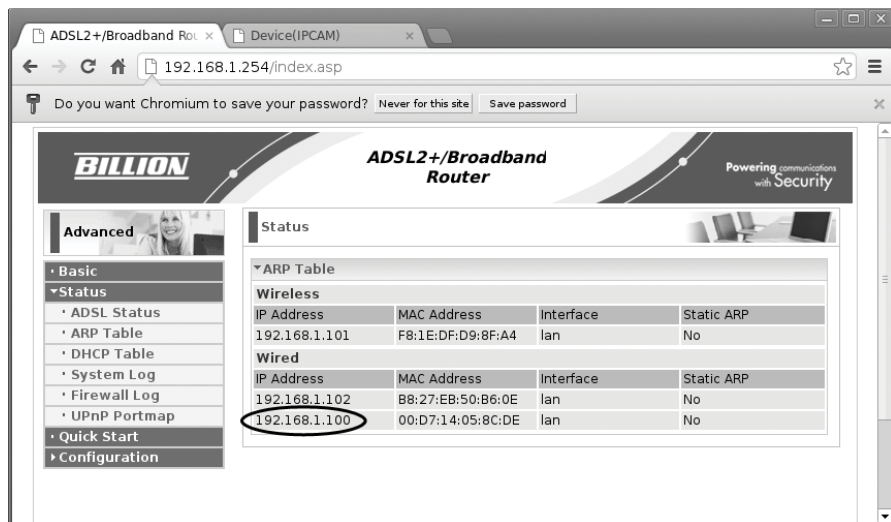 ADSL2+/Broadband Rou
Device(IPCAM)
192.168.1.254/index.asp
Do you want Chromium to save your password? Never for this site Save password
BILLION
ADSL2+/Broadband
Router
Powering communications
with Security
Advanced
Status
· Basic
▾Status
· ADSL Status
· ARP Table
· DHCP Table
· System Log
· Firewall Log
· UPnP Portmap
· Quick Start
▸Configuration
▾ARP Table
Wireless
IP Address MAC Address Interface Static ARP
192.168.1.101 F8:1E:DF:D9:8F:A4 lan No
Wired
IP Address MAC Address Interface Static ARP
192.168.1.102 B8:27:EB:50:B6:0E lan No
192.168.1.100 00:D7:14:05:8C:DE lan No